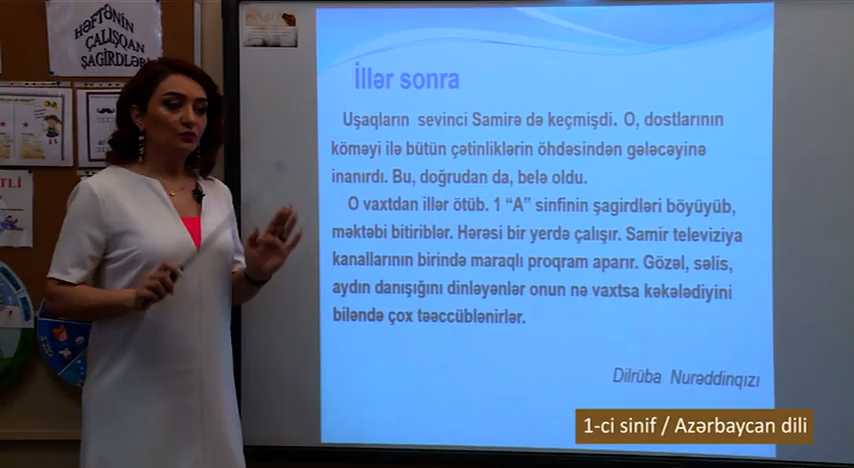 HƏFTƏNİN
ÇALIŞQAN
ŞAGİRDLƏRİ
İllər sonra
Uşaqların sevinci Samirə də keçmişdi. O, dostlarının
köməyi ilə bütün çətinliklərin öhdəsindən gələcəyinə
inanırdı. Bu, doğrudan da, belə oldu.
O vaxtdan illər ötüb. 1 “A” sinfinin şagirdləri böyüyüb,
məktəbi bitiriblər. Hərəsi bir yerdə çalışır. Samir televiziya
kanallarının birində maraqlı proqram aparır. Gözəl, səlis,
aydın danışığını dinləyənlər onun nə vaxtsa kəkələdiyini
biləndə çox təəccüblənirlər.
Dilrüba Nurəddinqızı
1-ci sinif / Azərbaycan dili